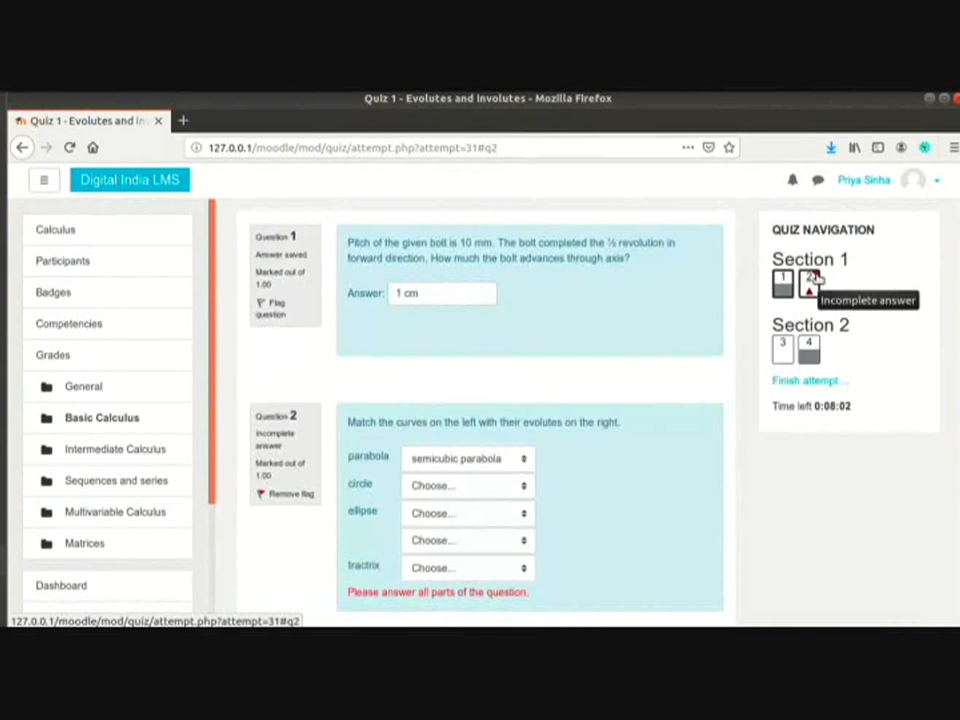 Quiz 1 - Evolutes and Involutes - Mozilla Firefox
Quiz 1 - Evolutes and In
127.0.0.1/moodle/mod/quiz/attempt.php?attempt=31#q2
Digital India LMS
Priya Sinha
Calculus
Participants
Badges
Competencies
Grades
General
Basic Calculus
Intermediate Calculus
Sequences and series
Multivariable Calculus
Matrices
Dashboard
127.0.0.1/moodle/mod/quiz/attempt.php?attempt=31#q2
Question 1
Answer saved
Marked out of
1.00
Flag
question
Pitch of the given bolt is 10 mm. The bolt completed the ½ revolution in
forward direction. How much the bolt advances through axis?
Answer: 1 cm
Question 2
Incomplete
answer
Marked out of
1.00
Remove flag
Match the curves on the left with their evolutes on the right.
parabola semicubic parabola
circle Choose...
ellipse Choose...
Choose...
tractrix Choose...
Please answer all parts of the question.
QUIZ NAVIGATION
Section 1
1 2
Incomplete answer
Section 2
3 4
Finish attempt ...
Time left 0:08:02